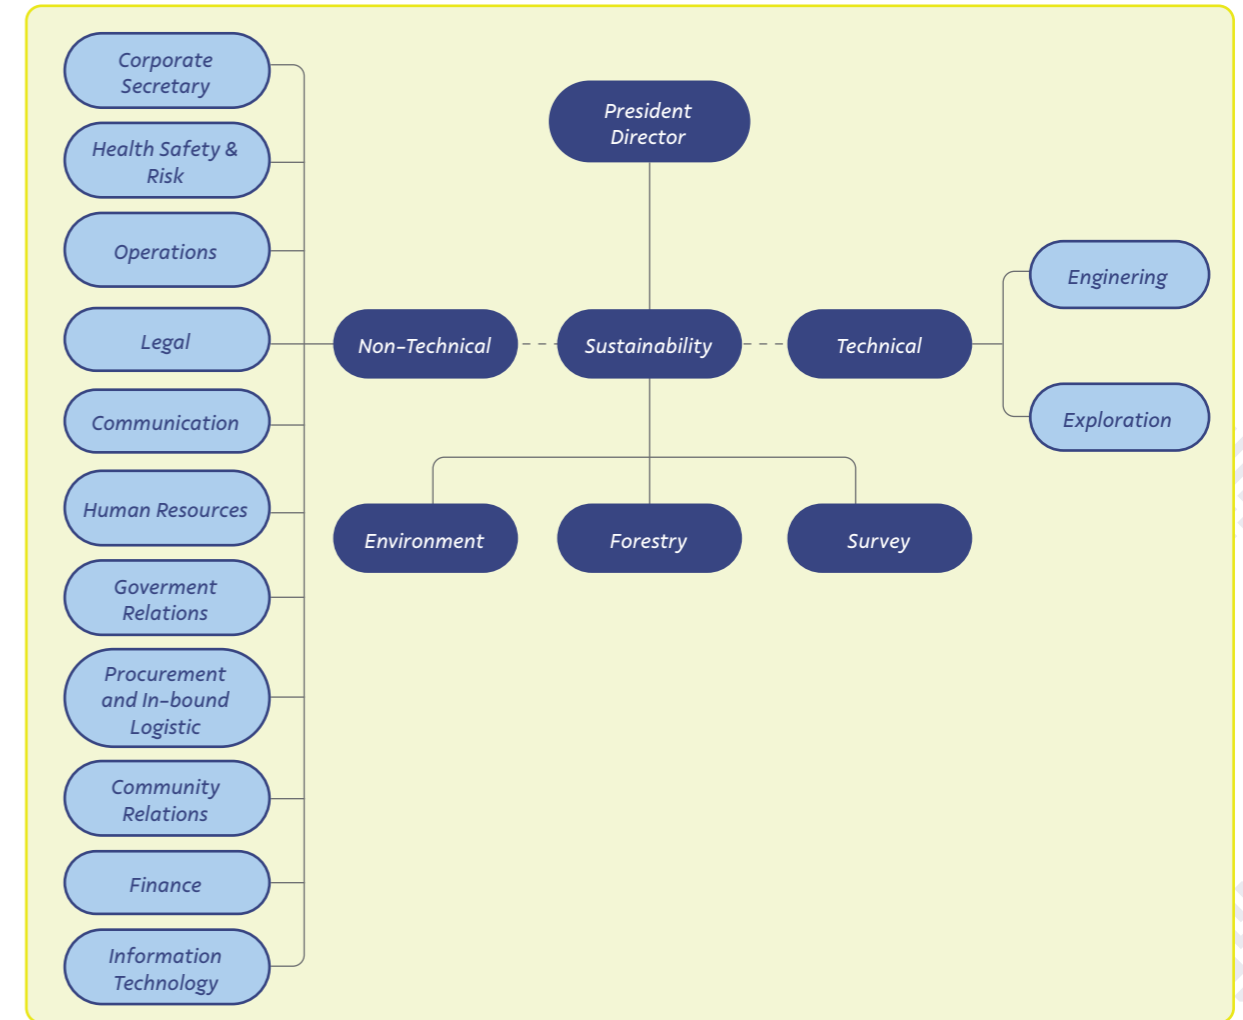 Corporate
Secretary
Health Safety &
Risk
Operations
Legal
Communication
Human Resources
Goverment
Relations
Procurement
and In-bound
Logistic
Community
Relations
Finance
Information
Technology
President
Director
Non-Technical
Sustainability
Technical
Enginering
Exploration
Environment
Forestry
Survey